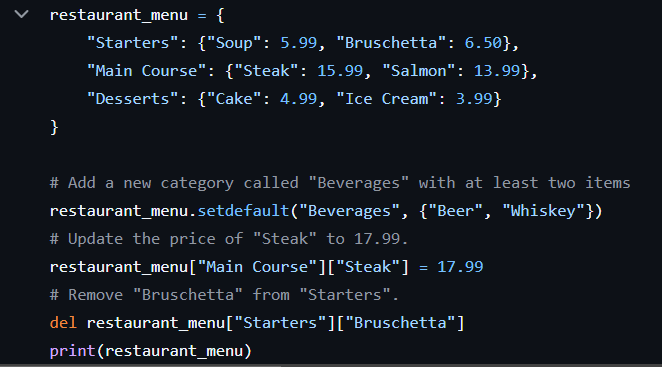 restaurant_menu = {
    "Starters": {"Soup": 5.99, "Bruschetta": 6.50},
    "Main Course": {"Steak": 15.99, "Salmon": 13.99},
    "Desserts": {"Cake": 4.99, "Ice Cream": 3.99}
}

# Add a new category called "Beverages" with at least two items
restaurant_menu.setdefault("Beverages", {"Beer", "Whiskey"})
# Update the price of "Steak" to 17.99.
restaurant_menu["Main Course"]["Steak"] = 17.99
# Remove "Bruschetta" from "Starters".
del restaurant_menu["Starters"]["Bruschetta"]
print(restaurant_menu)